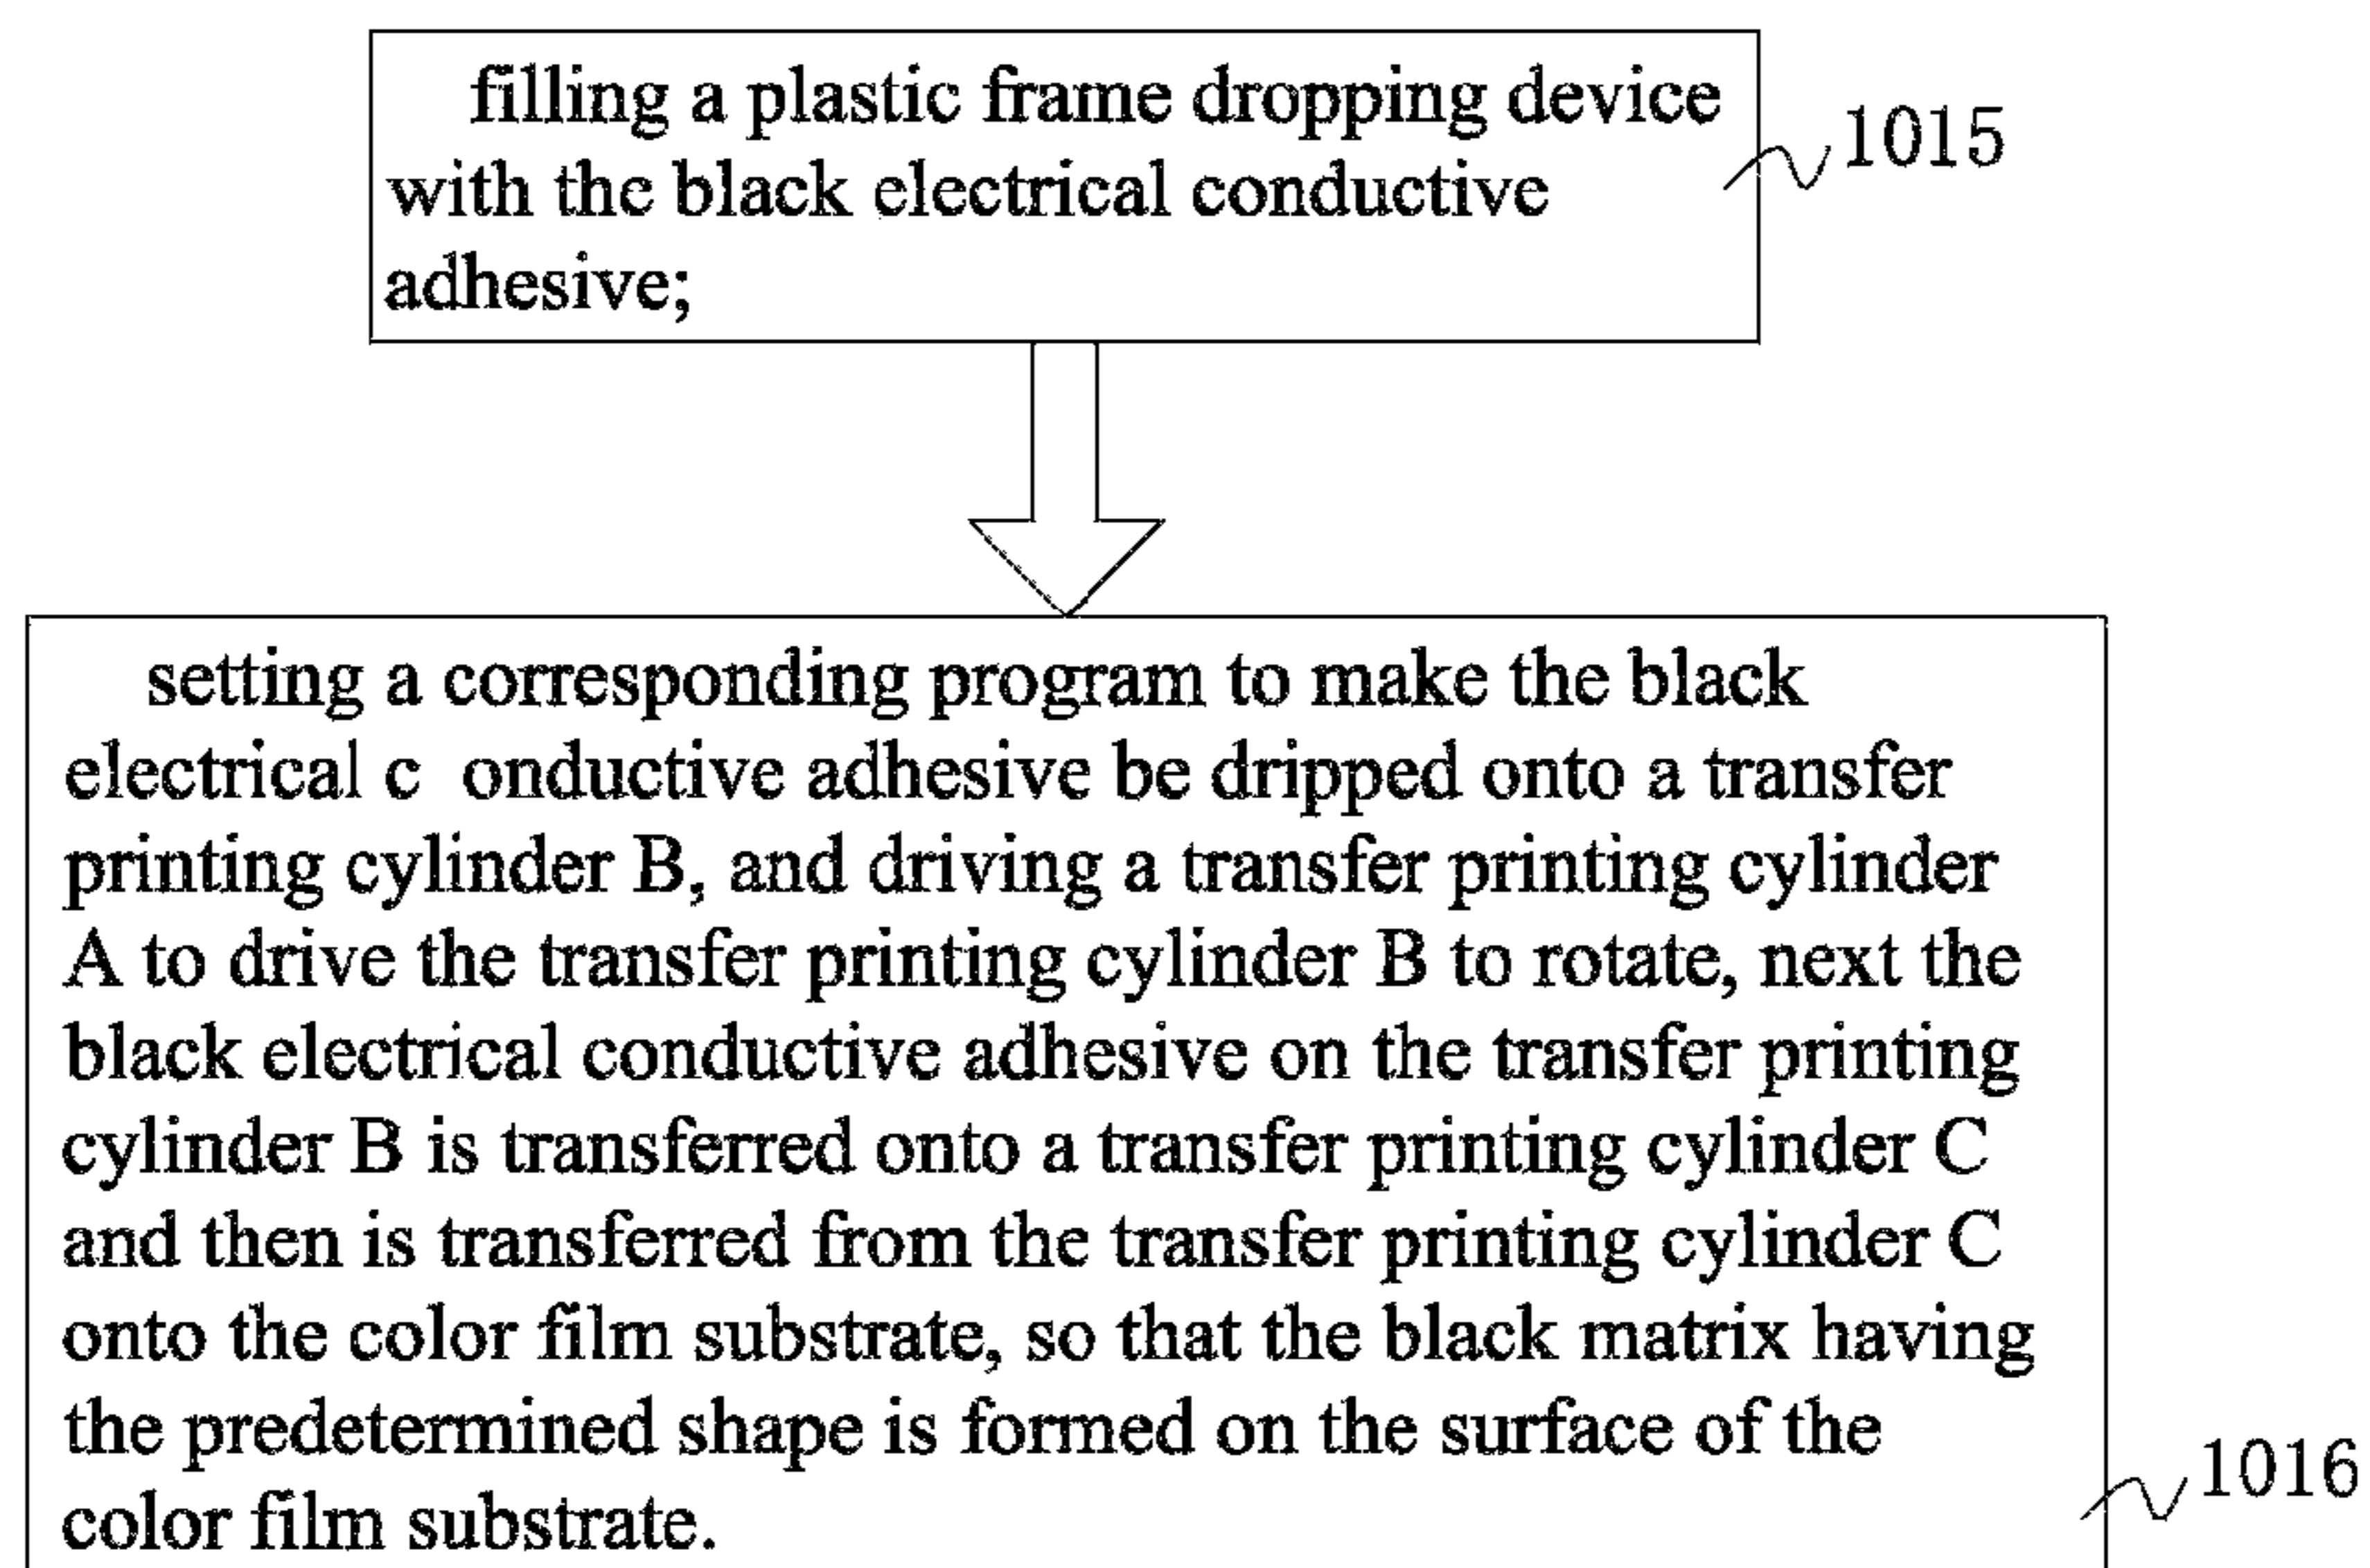 filling a plastic frame dropping device
with the black electrical conductive
adhesive;
1015
setting a corresponding program to make the black
electrical c onductive adhesive be dripped onto a transfer
printing cylinder B, and driving a transfer printing cylinder
A to drive the transfer printing cylinder B to rotate, next the
black electrical conductive adhesive on the transfer printing
cylinder B is transferred onto a transfer printing cylinder C
and then is transferred from the transfer printing cylinder C
onto the color film substrate, so that the black matrix having
the predetermined shape is formed on the surface of the
color film substrate.
1016